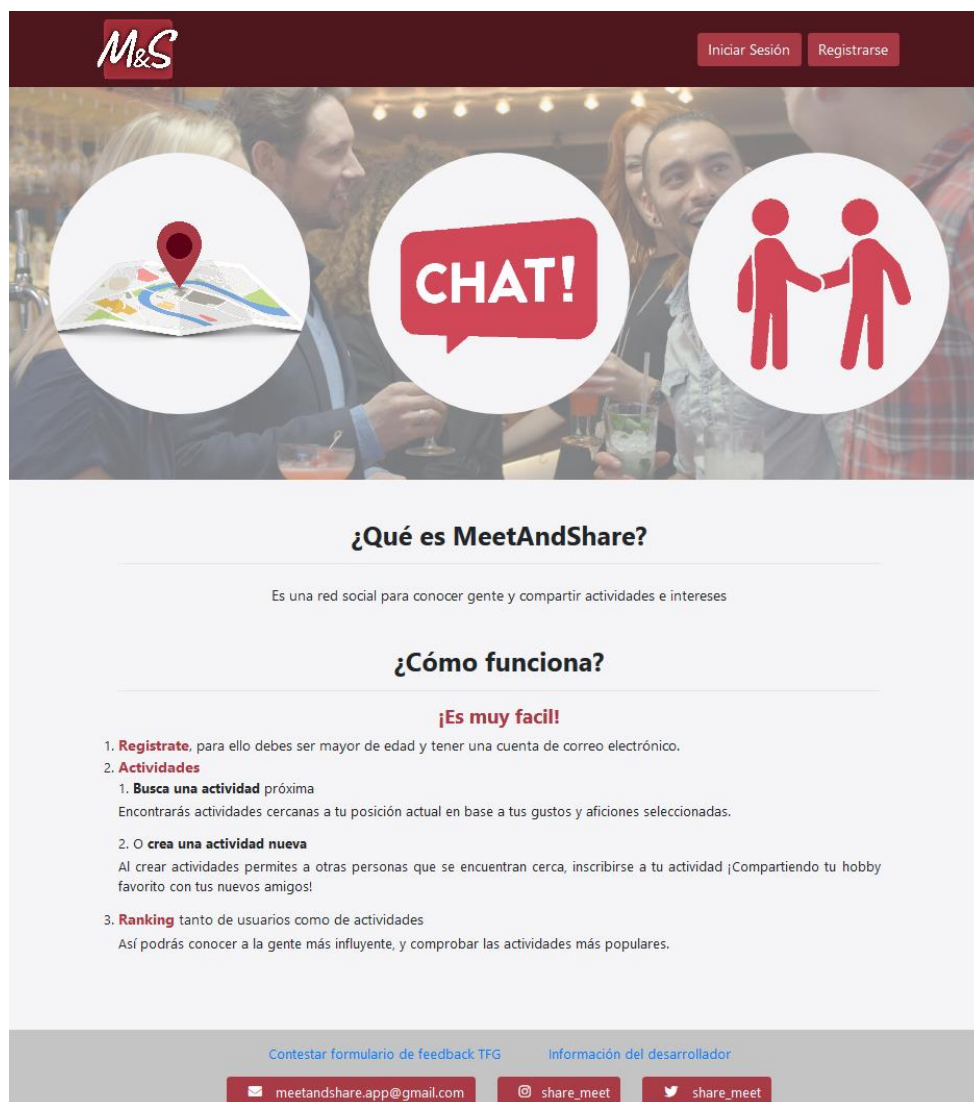 M&S
Iniciar Sesión Registrarse
CHAT!
¿Qué es MeetAndShare?
Es una red social para conocer gente y compartir actividades e intereses
¿Cómo funciona?
¡Es muy facil!
1. Registrate, para ello debes ser mayor de edad y tener una cuenta de correo electrónico.
2. Actividades
1. Busca una actividad próxima
Encontrarás actividades cercanas a tu posición actual en base a tus gustos y aficiones seleccionadas.
2. O crea una actividad nueva
Al crear actividades permites a otras personas que se encuentran cerca, inscribirse a tu actividad ¡Compartiendo tu hobby
favorito con tus nuevos amigos!
3. Ranking tanto de usuarios como de actividades
Así podrás conocer a la gente más influyente, y comprobar las actividades más populares.
Contestar formulario de feedback TFG Información del desarrollador
meetandshare.app@gmail.com share_meet share_meet